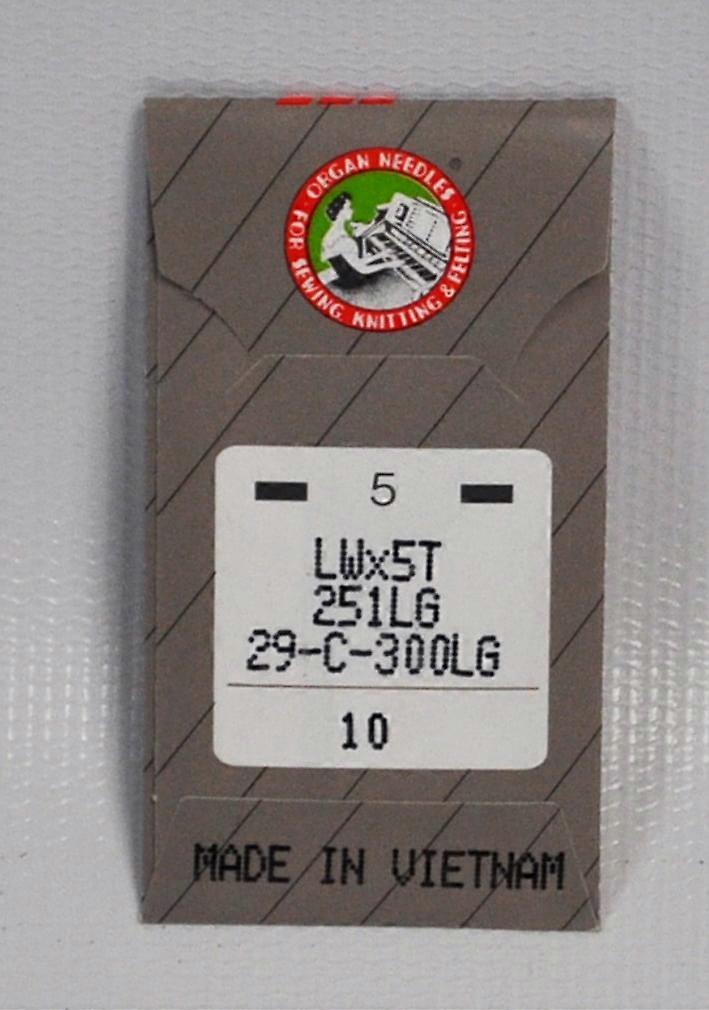 ORGAN NEEDLES
FOR SEWING, KNITTING & FELTING
5
LWx5T
251LG
29-C-300LG
10
MADE IN VIETNAM